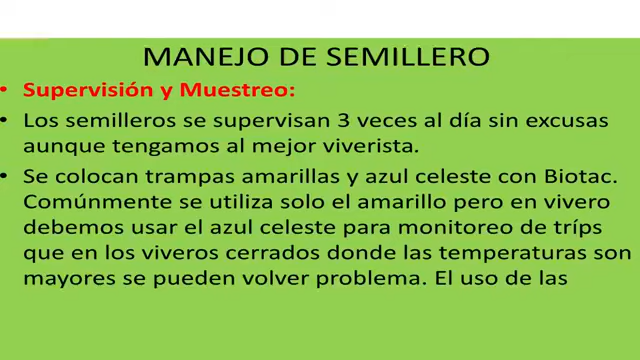 MANEJO DE SEMILLERO
• Supervisión y Muestreo:
• Los semilleros se supervisan 3 veces al día sin excusas
aunque tengamos al mejor viverista.
• Se colocan trampas amarillas y azul celeste con Biotac.
Comúnmente se utiliza solo el amarillo pero en vivero
debemos usar el azul celeste para monitoreo de tríps
que en los viveros cerrados donde las temperaturas son
mayores se pueden volver problema. El uso de las